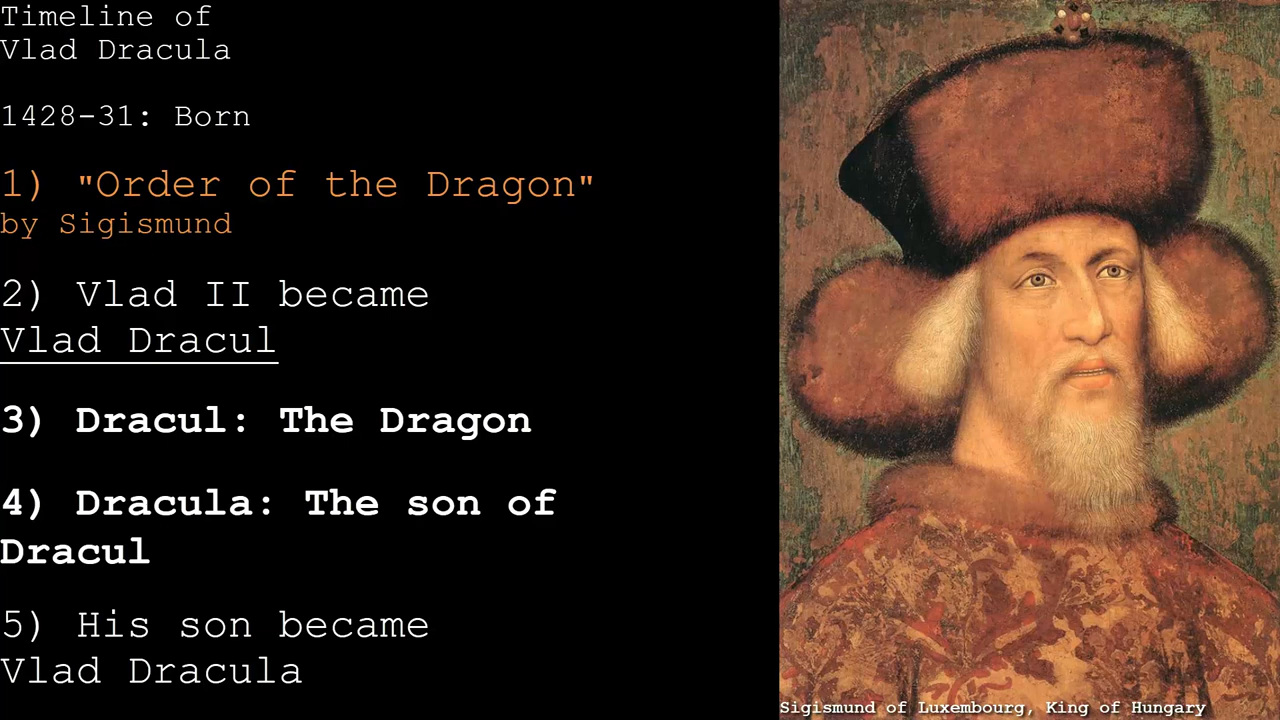 Timeline of
Vlad Dracula
1428-31: Born
1) "Order of the Dragon"
by Sigismund
2) Vlad II became
Vlad Dracul
3) Dracul: The Dragon
4) Dracula: The son of
Dracul
5) His son became
Vlad Dracula
Sigismund of Luxembourg, King of Hungary